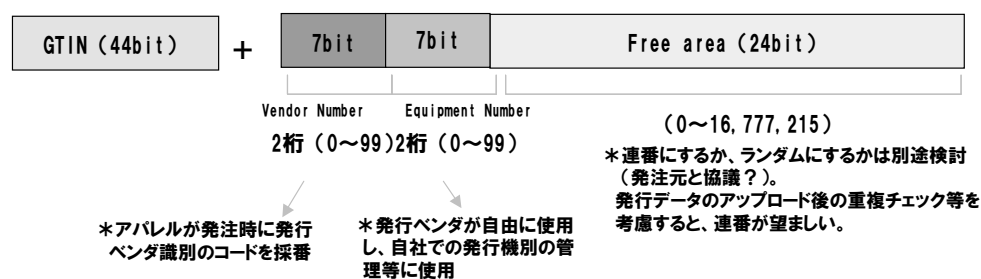 GTIN（44bit）
+
7bit
7bit
Free area（24bit）
Vendor Number
Equipment Number
2桁（0～99）2桁（0～99）
（0～16,777,215）
＊連番にするか、ランダムにするかは別途検討
（発注元と協議？）。
発行データのアップロード後の重複チェック等を
考慮すると、連番が望ましい。
＊アパレルが発注時に発行
ベンダ識別のコードを採番
＊発行ベンダが自由に使用
し、自社での発行機別の管
理等に使用